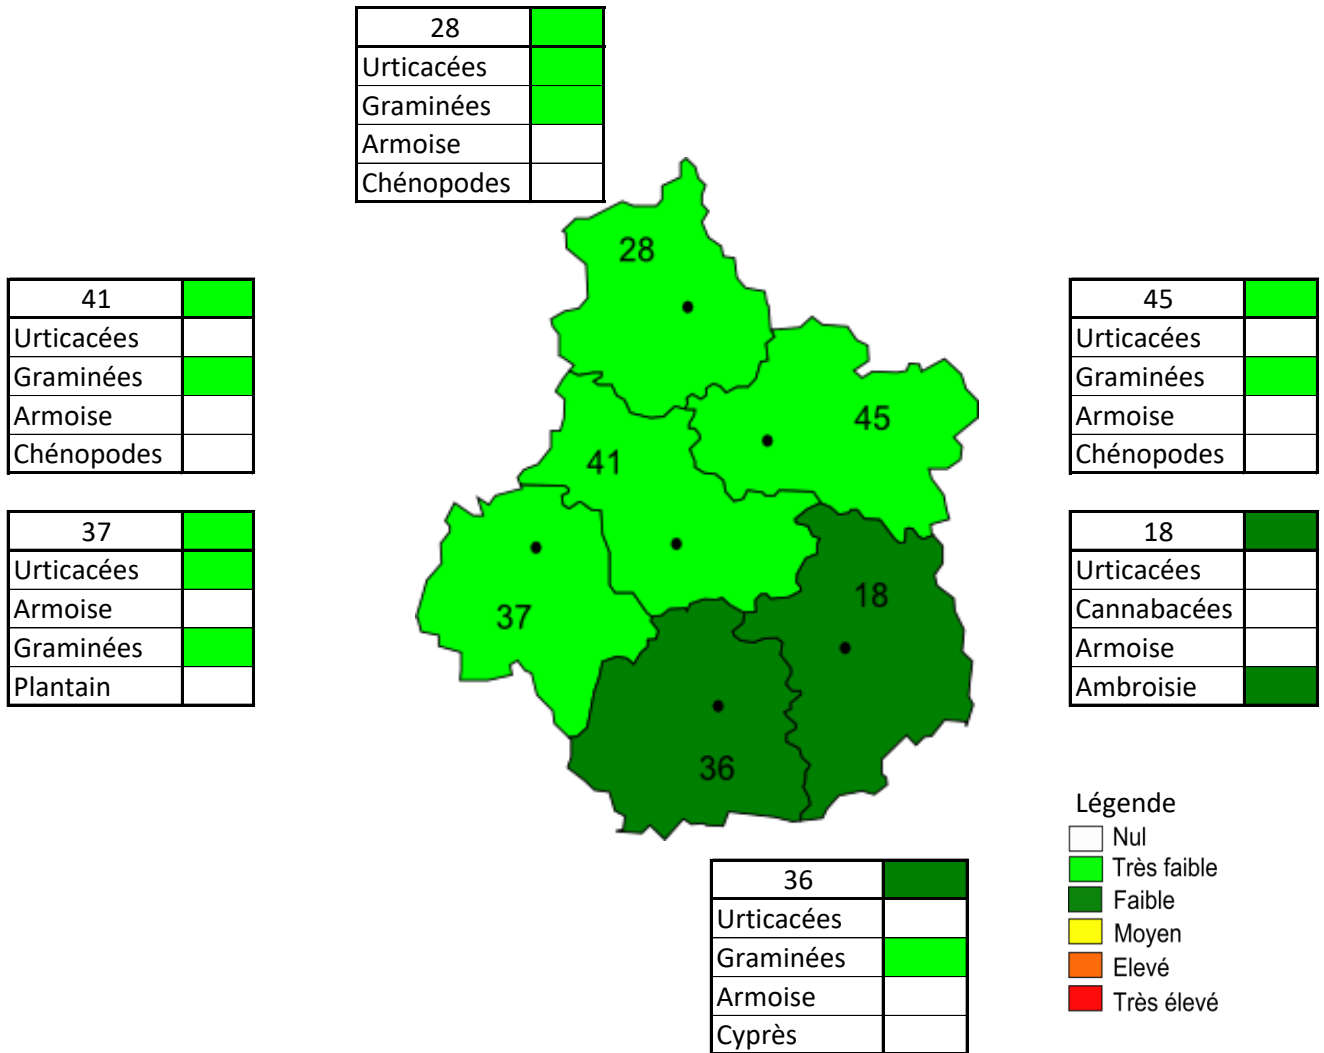 28
Urticacées
Graminées
Armoise
Chénopodes
28
41
Urticacées
Graminées
Armoise
Chénopodes
45
Urticacées
Graminées
Armoise
Chénopodes
45
41
37
Urticacées
Armoise
Graminées
Plantain
18
Urticacées
Cannabacées
Armoise
Ambroisie
18
37
36
Légende
Nul
Très faible
Faible
Moyen
Elevé
Très élevé
36
Urticacées
Graminées
Armoise
Cyprès